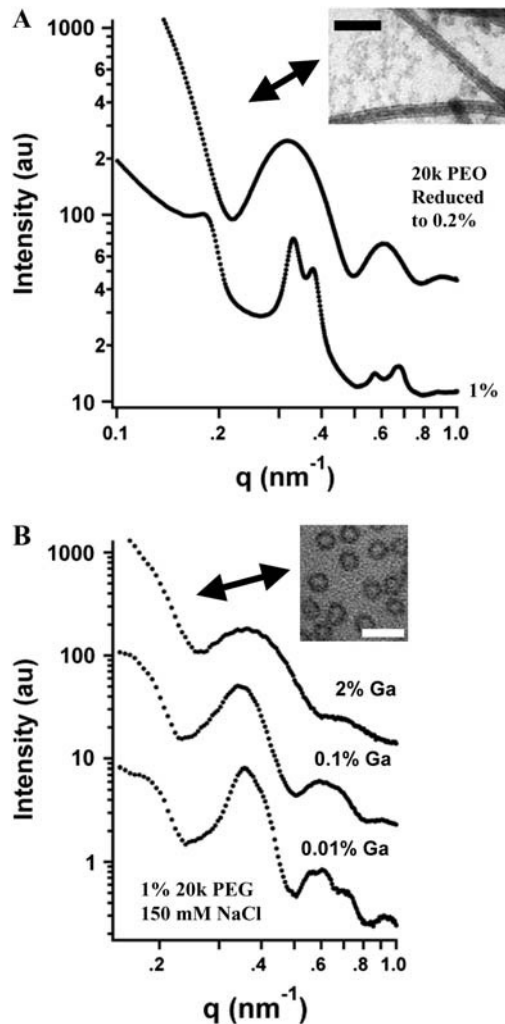 A
1000
6
4
2
100
6
4
2
10
Intensity (au)
20k PEO
Reduced
to 0.2%
1%
0.1
.2
.4
.6
.8
1.0
q (nm-1)
B
1000
100
10
1
Intensity (au)
2% Ga
0.1% Ga
0.01% Ga
1% 20k PEG
150 mM NaCl
.2
.4
.6
.8
1.0
q (nm-1)